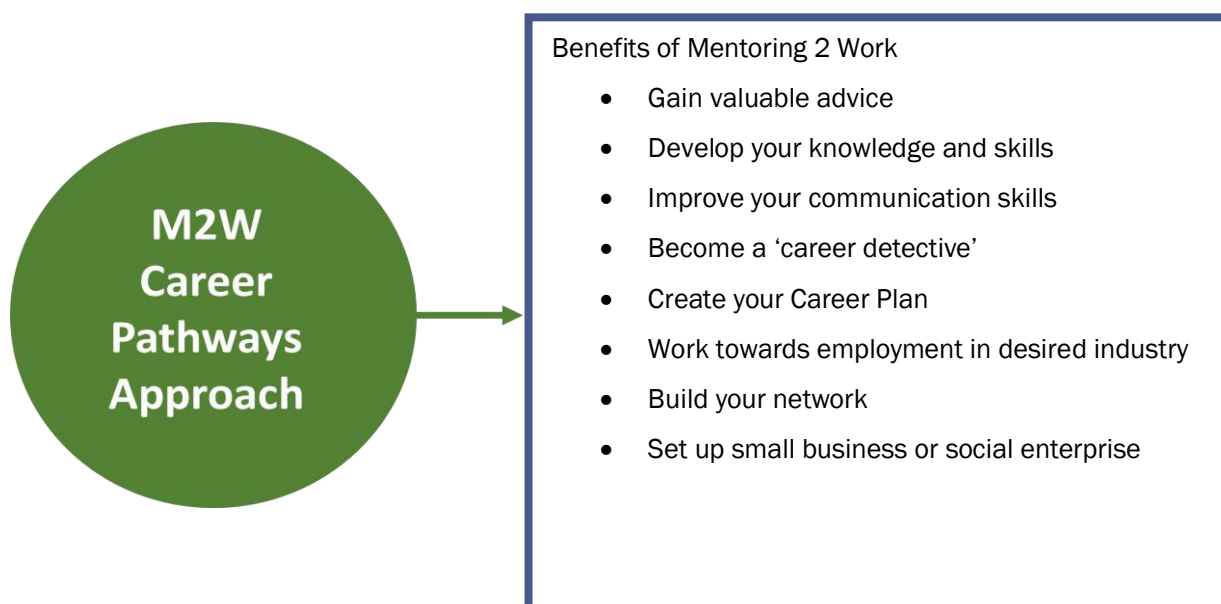 M2W
Career
Pathways
Approach
Benefits of Mentoring 2 Work
• Gain valuable advice
• Develop your knowledge and skills
• Improve your communication skills
• Become a ‘career detective’
• Create your Career Plan
• Work towards employment in desired industry
• Build your network
• Set up small business or social enterprise